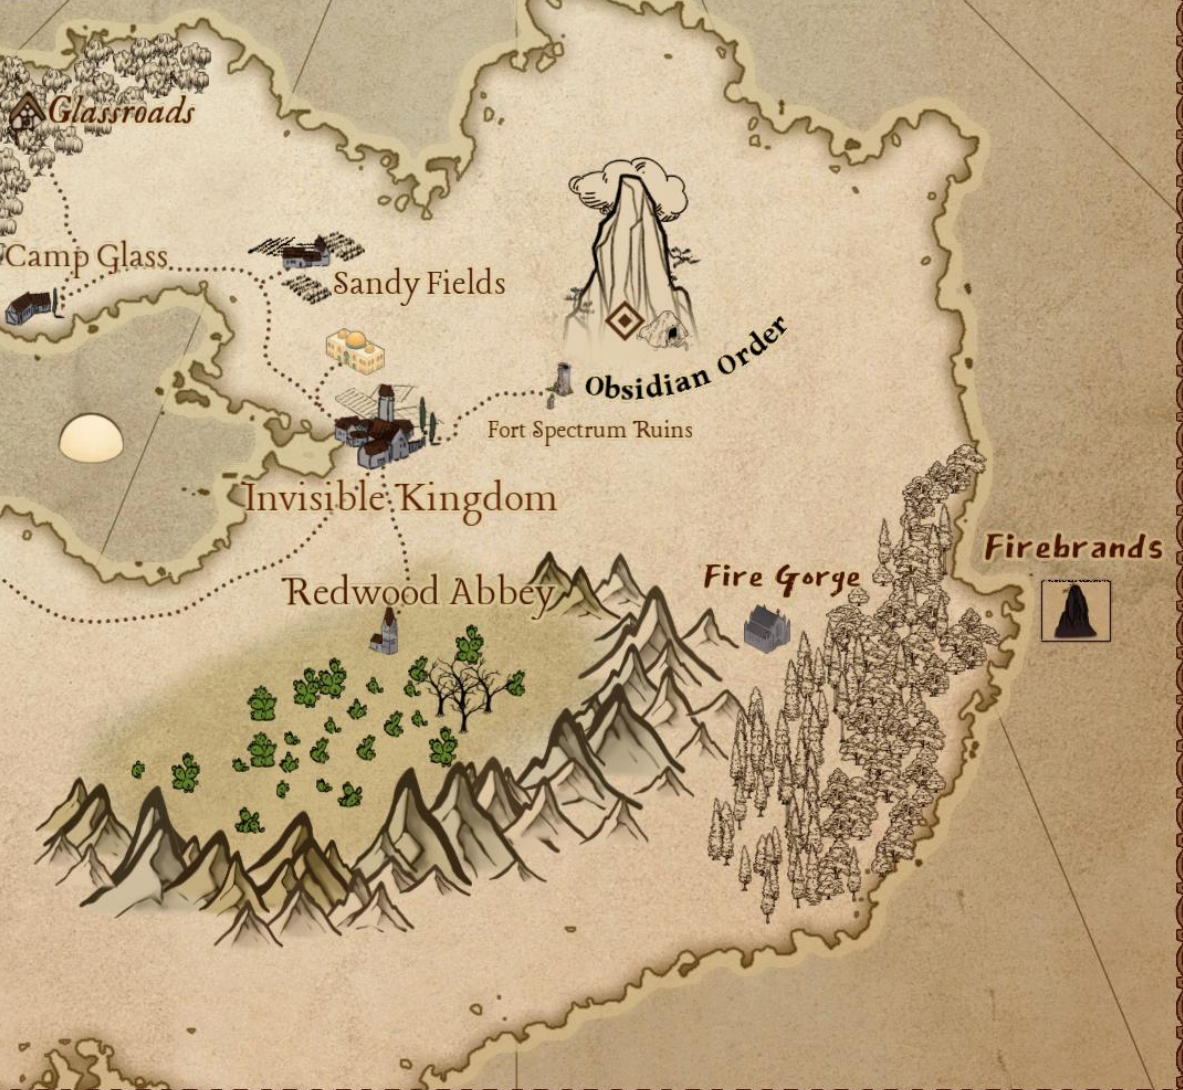 Glassroads
Camp Glass
Sandy Fields
Obsidian Order
Fort Spectrum Ruins
Invisible Kingdom
Firebrands
Fire Gorge
Redwood Abbey